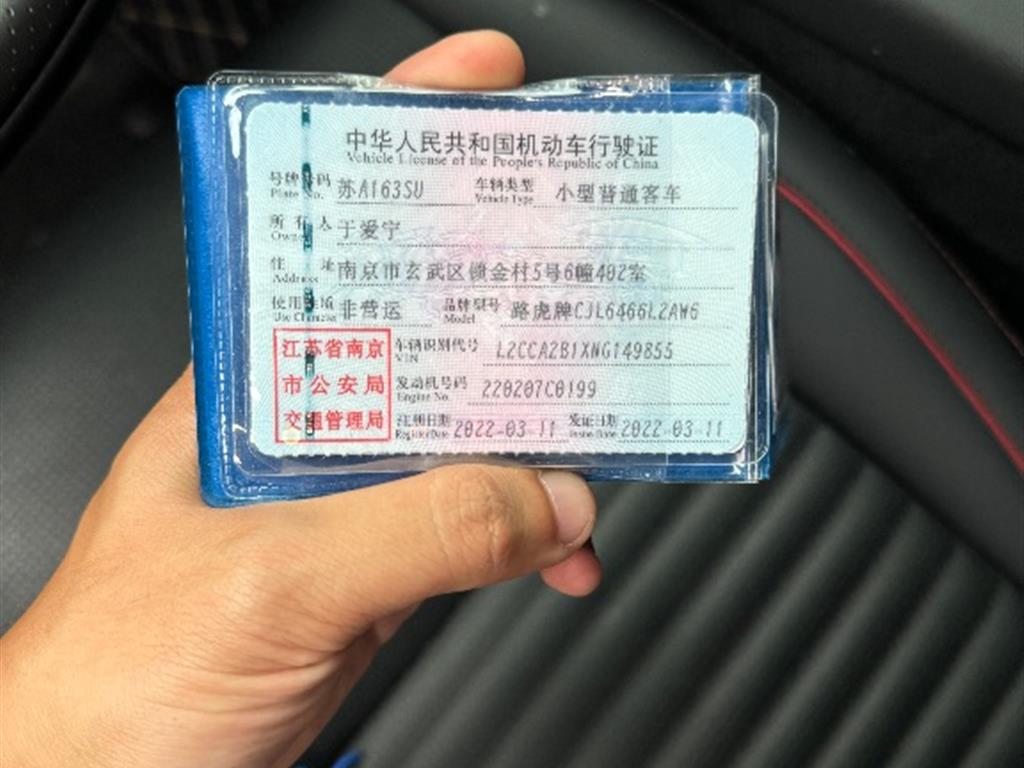 中华人民共和国机动车行驶证
Vehicle License of the People's Republic of China
号牌号码 苏A163SU 车辆类型 小型普通客车
Plate No. Vehicle Type
所有人 于爱宁
Owner
住址 南京市玄武区锁金村5号6幢402室
Address
使用性质 非营运 品牌型号 路虎牌CJL6466L2AW6
Use Character Model
江苏省南京 车辆识别代号 L2CCA2B1XNG149855
VIN
市公安局 发动机号码 220207C0199
Engine No.
交通管理局 注册日期 2022-03-11 发证日期 2022-03-11
Register Date Issue Date